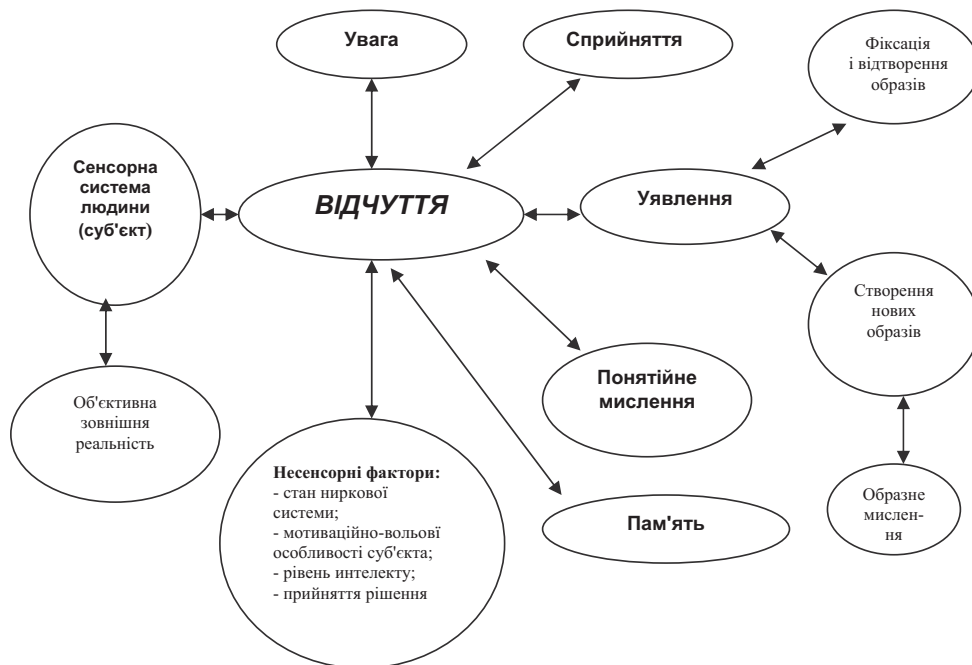 Увага
Сприйняття
Фіксація
і відтворення
образів
Сенсорна
система
людини
(суб'єкт)
ВІДЧУТТЯ
Уявлення
Створення
нових
образів
Понятійне
мислення
Об'єктивна
зовнішня
реальність
Несенсорні фактори:
- стан ниркової
системи;
- мотиваційно-вольові
особливості суб'єкта;
- рівень интелекту;
- прийняття рішення
Пам'ять
Образне
мислен-
ня